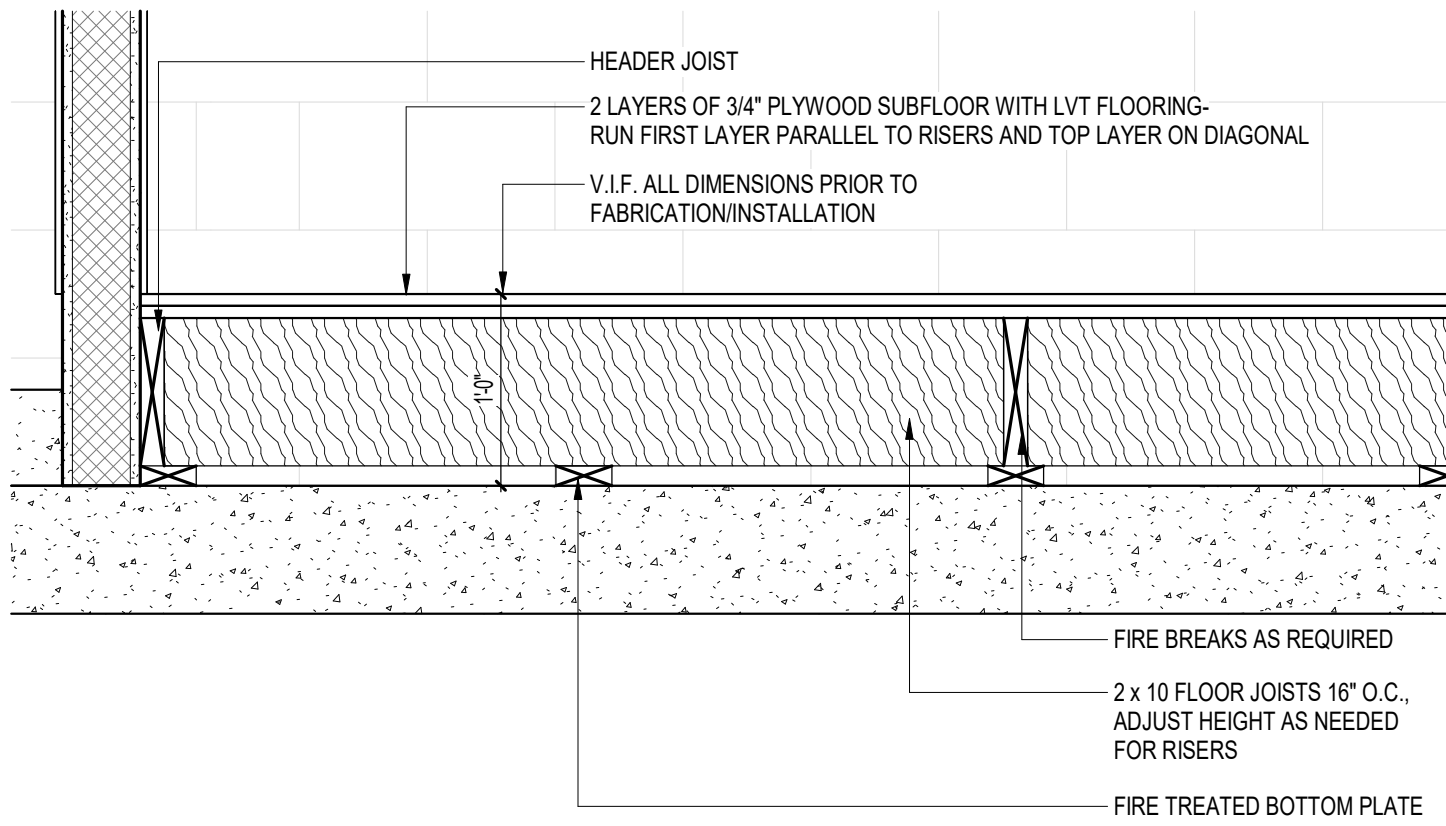 HEADER JOIST
2 LAYERS OF 3/4" PLYWOOD SUBFLOOR WITH LVT FLOORING-
RUN FIRST LAYER PARALLEL TO RISERS AND TOP LAYER ON DIAGONAL
V.I.F. ALL DIMENSIONS PRIOR TO
FABRICATION/INSTALLATION
1'-0"
FIRE BREAKS AS REQUIRED
2 x 10 FLOOR JOISTS 16" O.C.,
ADJUST HEIGHT AS NEEDED
FOR RISERS
FIRE TREATED BOTTOM PLATE